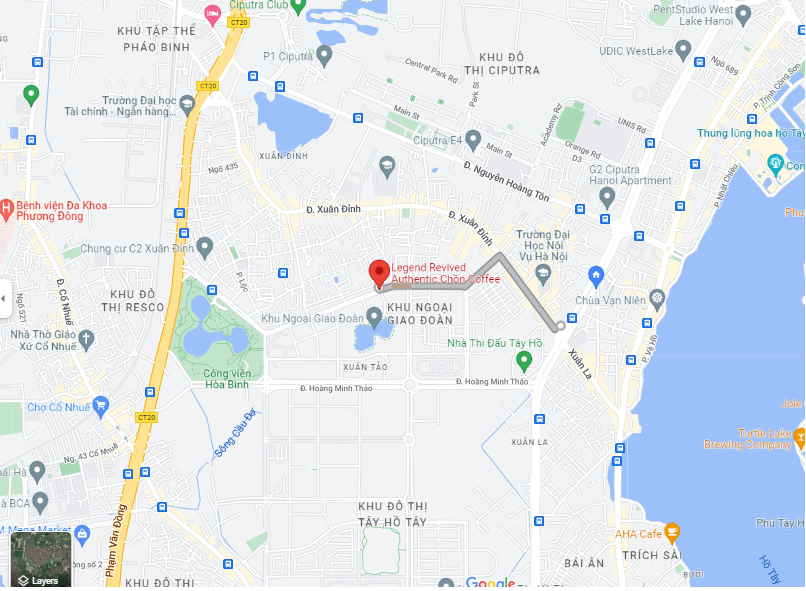 Ciputra Club
CT20
KHU TẬP THỂ
PHÁO BINH
PentStudio West
Lake Hanoi
P1 Ciputra
KHU ĐÔ
THỊ CIPUTRA
UDIC WestLake
Ngõ 689
Central Park Rd
CT20
Park St
P. Trịnh Công Sơn
Trường Đại học
Tài chính - Ngân hàng...
Main St
Academy Rd
UNIS Rd
Thung lũng hoa hồ Tây
Ciputra E4
Main St
Orange Rd
D3
XUÂN ĐỈNH
Ngõ 435
Đ. Nguyễn Hoàng Tôn
G2 Ciputra
Hanoi Apartment
P. Nhật Chiêu
Bệnh viện Đa Khoa
Phương Đông
Đ. Xuân Đỉnh
Đ. Xuân Đỉnh
Trường Đại
Học Nội
Vụ Hà Nội
Chung cư C2 Xuân Đỉnh
P. Lộc
Legend Revived
Authentic Chồn Coffee
Đ. Cổ Nhuế
Ngõ 521
KHU ĐÔ
THỊ RESCO
Chùa Vạn Niên
KHU NGOẠI
GIAO ĐOÀN
Khu Ngoại Giao Đoàn
Nhà Thờ Giáo
Xứ Cổ Nhuế
Nhà Thi Đấu Tây Hồ
P. Vệ Hồ
Xuân La
XUÂN TẢO
Công viên
Hòa Bình
Đ. Hoàng Minh Thảo
Đ. Hoàng Minh Thảo
Chợ Cổ Nhuế
CT20
Sông Cầu Đá
Turtle Lake
Brewing Company
XUÂN LA
Ng. 43 Cổ Nhuế
BCA
KHU ĐÔ THỊ
TÂY HỒ TÂY
Phạm Văn Đồng
M Mega Market
AHA Cafe
TRÍCH SÀI
BÁI ÂN
BƯỞI
Hồ Tây
Layers
KHU ĐÔ THỊ
Google